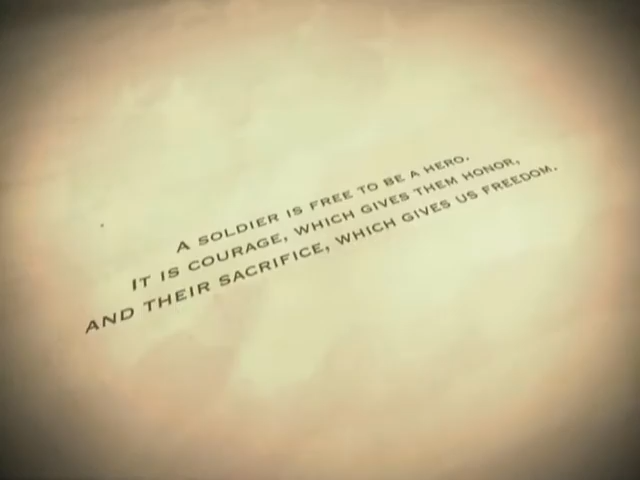 A soldier is free to be a hero.
It is courage, which gives them honor,
and their sacrifice, which gives us freedom.